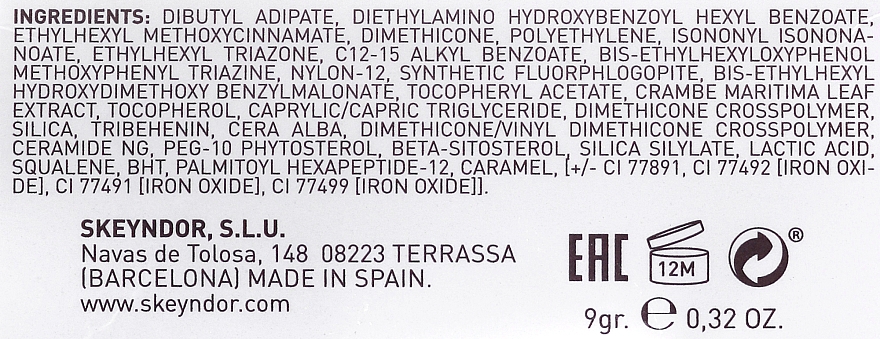 INGREDIENTS: DIBUTYL ADIPATE, DIETHYLAMINO HYDROXYBENZOYL HEXYL BENZOATE,
ETHYLHEXYL METHOXYCINNAMATE, DIMETHICONE, POLYETHYLENE, ISONONYL ISONONA-
NOATE, ETHYLHEXYL TRIAZONE, C12-15 ALKYL BENZOATE, BIS-ETHYLHEXYLOXYPHENOL
METHOXYPHENYL TRIAZINE, NYLON-12, SYNTHETIC FLUORPHLOGOPITE, BIS-ETHYLHEXYL
HYDROXYDIMETHOXY BENZYLMALONATE, TOCOPHERYL ACETATE, CRAMBE MARITIMA LEAF
EXTRACT, TOCOPHEROL, CAPRYLIC/CAPRIC TRIGLYCERIDE, DIMETHICONE CROSSPOLYMER,
SILICA, TRIBEHENIN, CERA ALBA, DIMETHICONE/VINYL DIMETHICONE CROSSPOLYMER,
CERAMIDE NG, PEG-10 PHYTOSTEROL, BETA-SITOSTEROL, SILICA SILYLATE, LACTIC ACID,
SQUALENE, BHT, PALMITOYL HEXAPEPTIDE-12, CARAMEL, [+/- CI 77891, CI 77492 [IRON OXI-
DE], CI 77491 [IRON OXIDE], CI 77499 [IRON OXIDE]].
SKEYNDOR, S.L.U.
Navas de Tolosa, 148 08223 TERRASSA
(BARCELONA) MADE IN SPAIN.
www.skeyndor.com
EAC
12M
®
9gr. e 0,32 OZ.